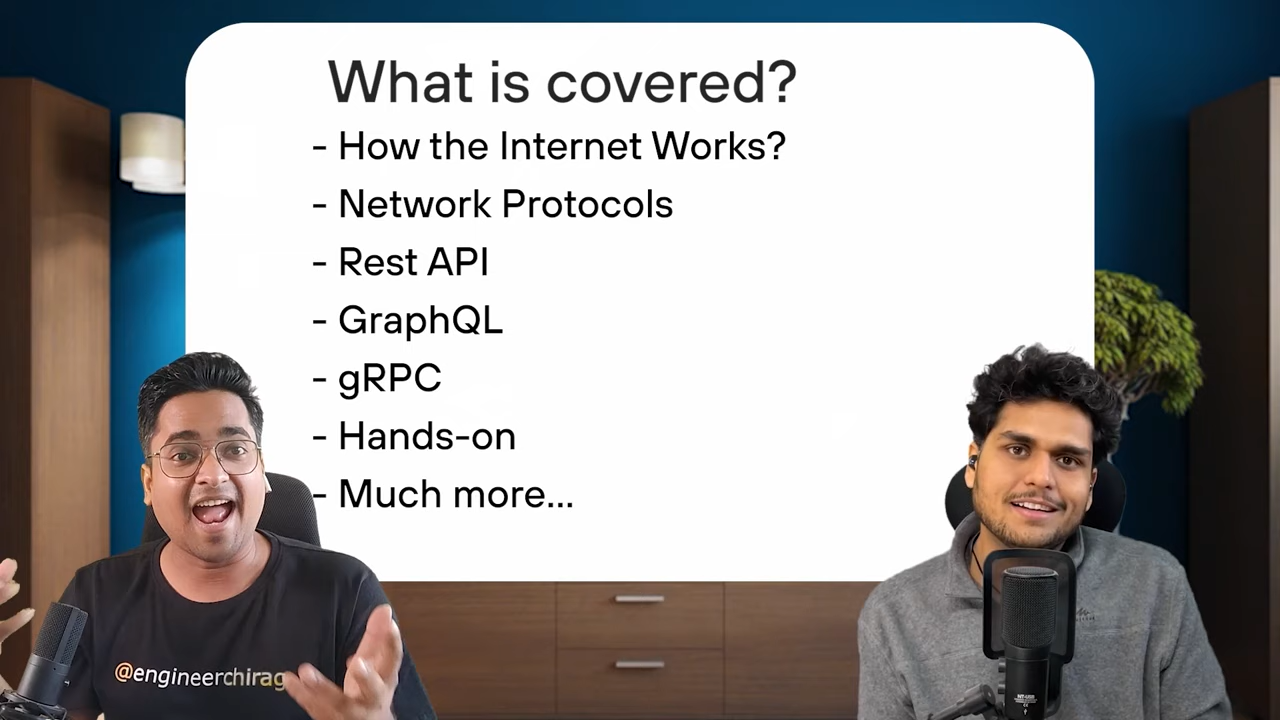 What is covered?
- How the Internet Works?
- Network Protocols
- Rest API
- GraphQL
- gRPC
- Hands-on
- Much more...
@engineerchirag